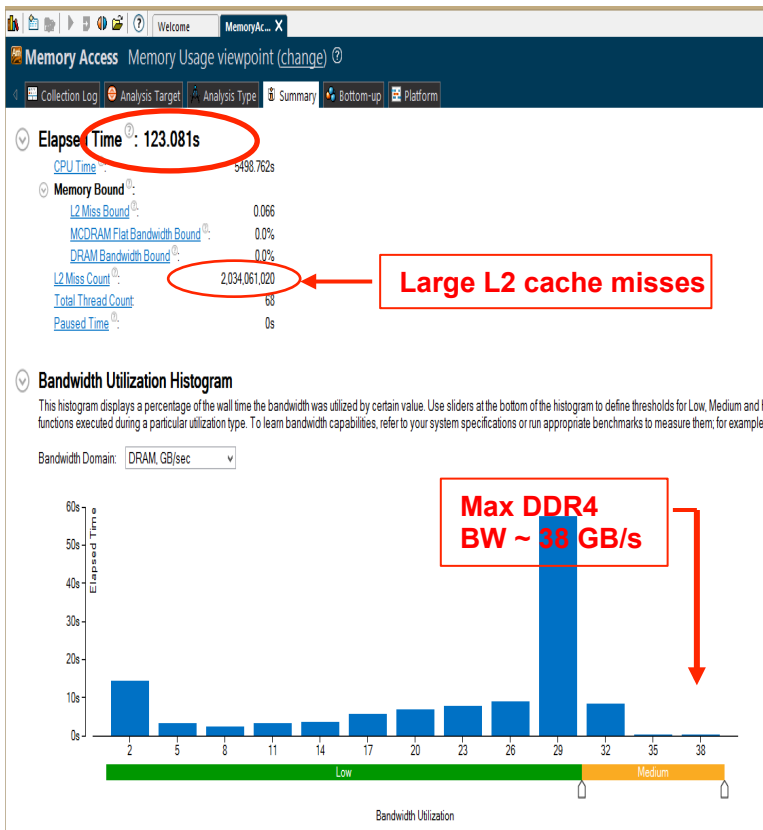 Welcome MemoryAc... X
Memory Access Memory Usage viewpoint (change) ?
Collection Log Analysis Target Analysis Type Summary Bottom-up Platform
Elapsed Time ?: 123.081s
CPU Time ?: 5498.762s
Memory Bound ?:
L2 Miss Bound ?: 0.066
MCDRAM Flat Bandwidth Bound ?: 0.0%
DRAM Bandwidth Bound ?: 0.0%
L2 Miss Count ?: 2,034,061,020
Large L2 cache misses
Total Thread Count: 68
Paused Time ?: 0s
Bandwidth Utilization Histogram
This histogram displays a percentage of the wall time the bandwidth was utilized by certain value. Use sliders at the bottom of the histogram to define thresholds for Low, Medium and
functions executed during a particular utilization type. To learn bandwidth capabilities, refer to your system specifications or run appropriate benchmarks to measure them; for example
Bandwidth Domain: DRAM, GB/sec
Max DDR4
BW ~ 38 GB/s
Elapsed Time
60s
50s
40s
30s
20s
10s
0s
2 5 8 11 14 17 20 23 26 29 32 35 38
Low Medium
Bandwidth Utilization